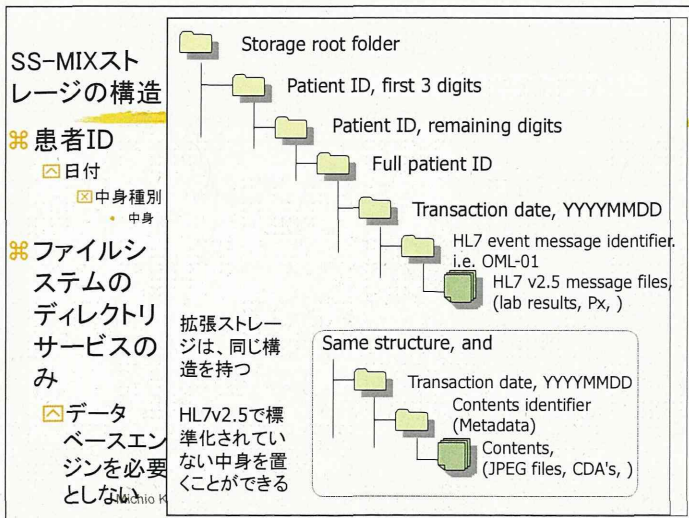 SS-MIXスト
レージの構造
⌘ 患者ID
日付
中身種別
• 中身
⌘ ファイルシ
ステムの
ディレクトリ
サービスの
み
データ
ベースエン
ジンを必要
としない
Michio K
Storage root folder
Patient ID, first 3 digits
Patient ID, remaining digits
Full patient ID
Transaction date, YYYYMMDD
HL7 event message identifier.
i.e. OML-01
HL7 v2.5 message files,
(lab results, Px, )
拡張ストレー
ジは、同じ構
造を持つ
HL7v2.5で標
準化されてい
ない中身を置
くことができる
Same structure, and
Transaction date, YYYYMMDD
Contents identifier
(Metadata)
Contents,
(JPEG files, CDA's, )